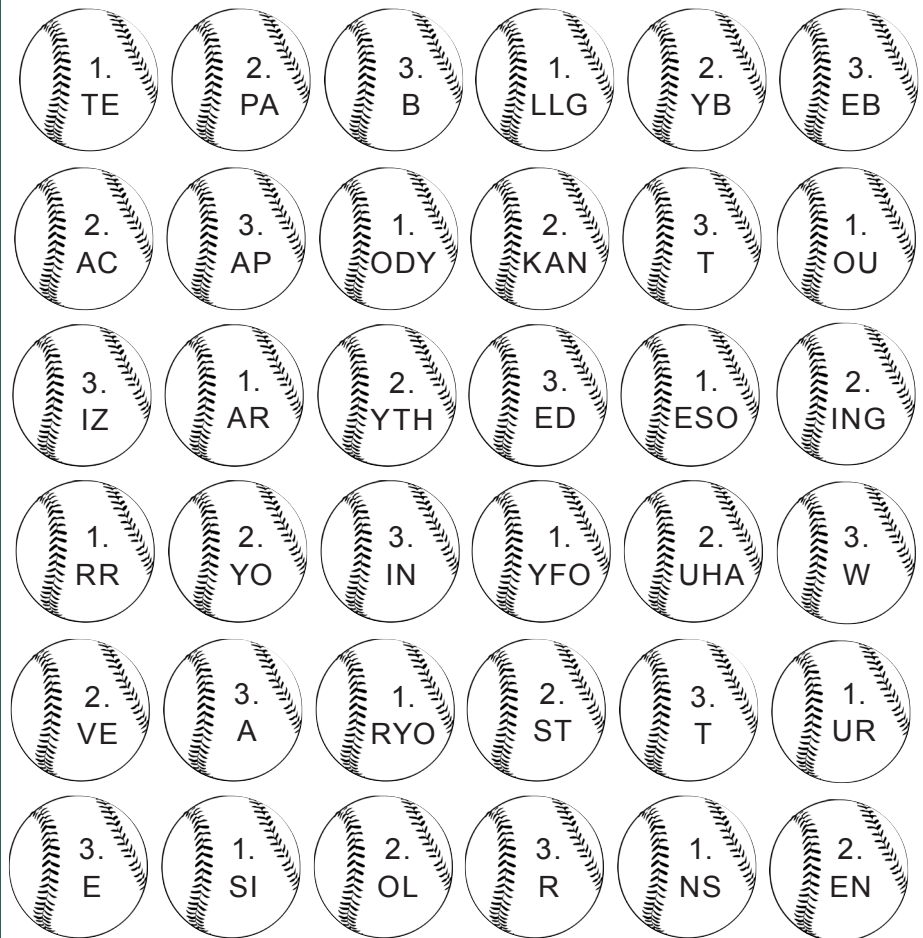 1. 2. 3. 1. 2. 3.
TE PA B LLG YB EB
2. 3. 1. 2. 3. 1.
AC AP ODY KAN T OU
3. 1. 2. 3. 1. 2.
IZ AR YTH ED ESO ING
1. 2. 3. 1. 2. 3.
RR YO IN YFO UHA W
2. 3. 1. 2. 3. 1.
VE A RYO ST T UR
3. 1. 2. 3. 1. 2.
E SI OL R NS EN